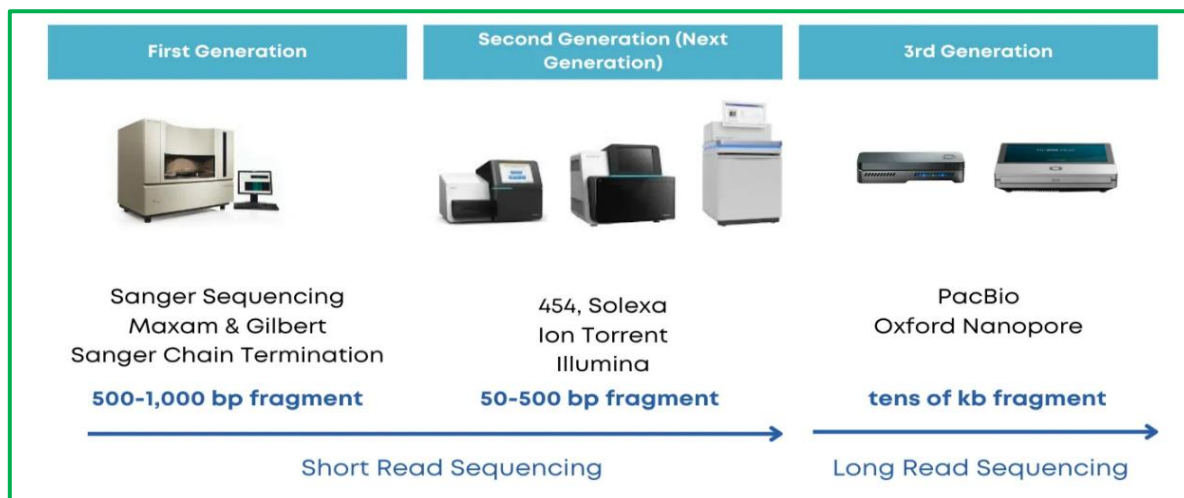 First Generation
Second Generation (Next
Generation)
3rd Generation
Sanger Sequencing
Maxam & Gilbert
Sanger Chain Termination
454, Solexa
Ion Torrent
Illumina
PacBio
Oxford Nanopore
500-1,000 bp fragment
50-500 bp fragment
tens of kb fragment
Short Read Sequencing
Long Read Sequencing